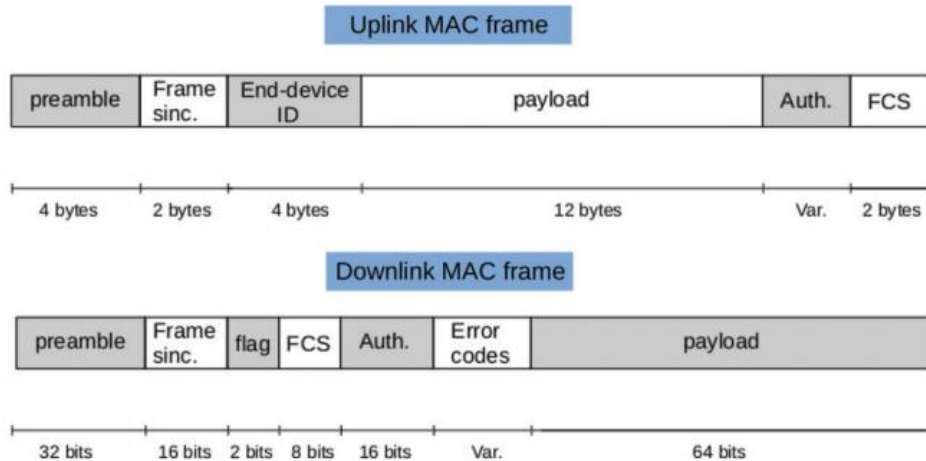 Uplink MAC frame
preamble
Frame
sinc.
End-device
ID
payload
Auth.
FCS
4 bytes
2 bytes
4 bytes
12 bytes
Var.
2 bytes
Downlink MAC frame
preamble
Frame
sinc.
flag
FCS
Auth.
Error
codes
payload
32 bits
16 bits
2 bits
8 bits
16 bits
Var.
64 bits